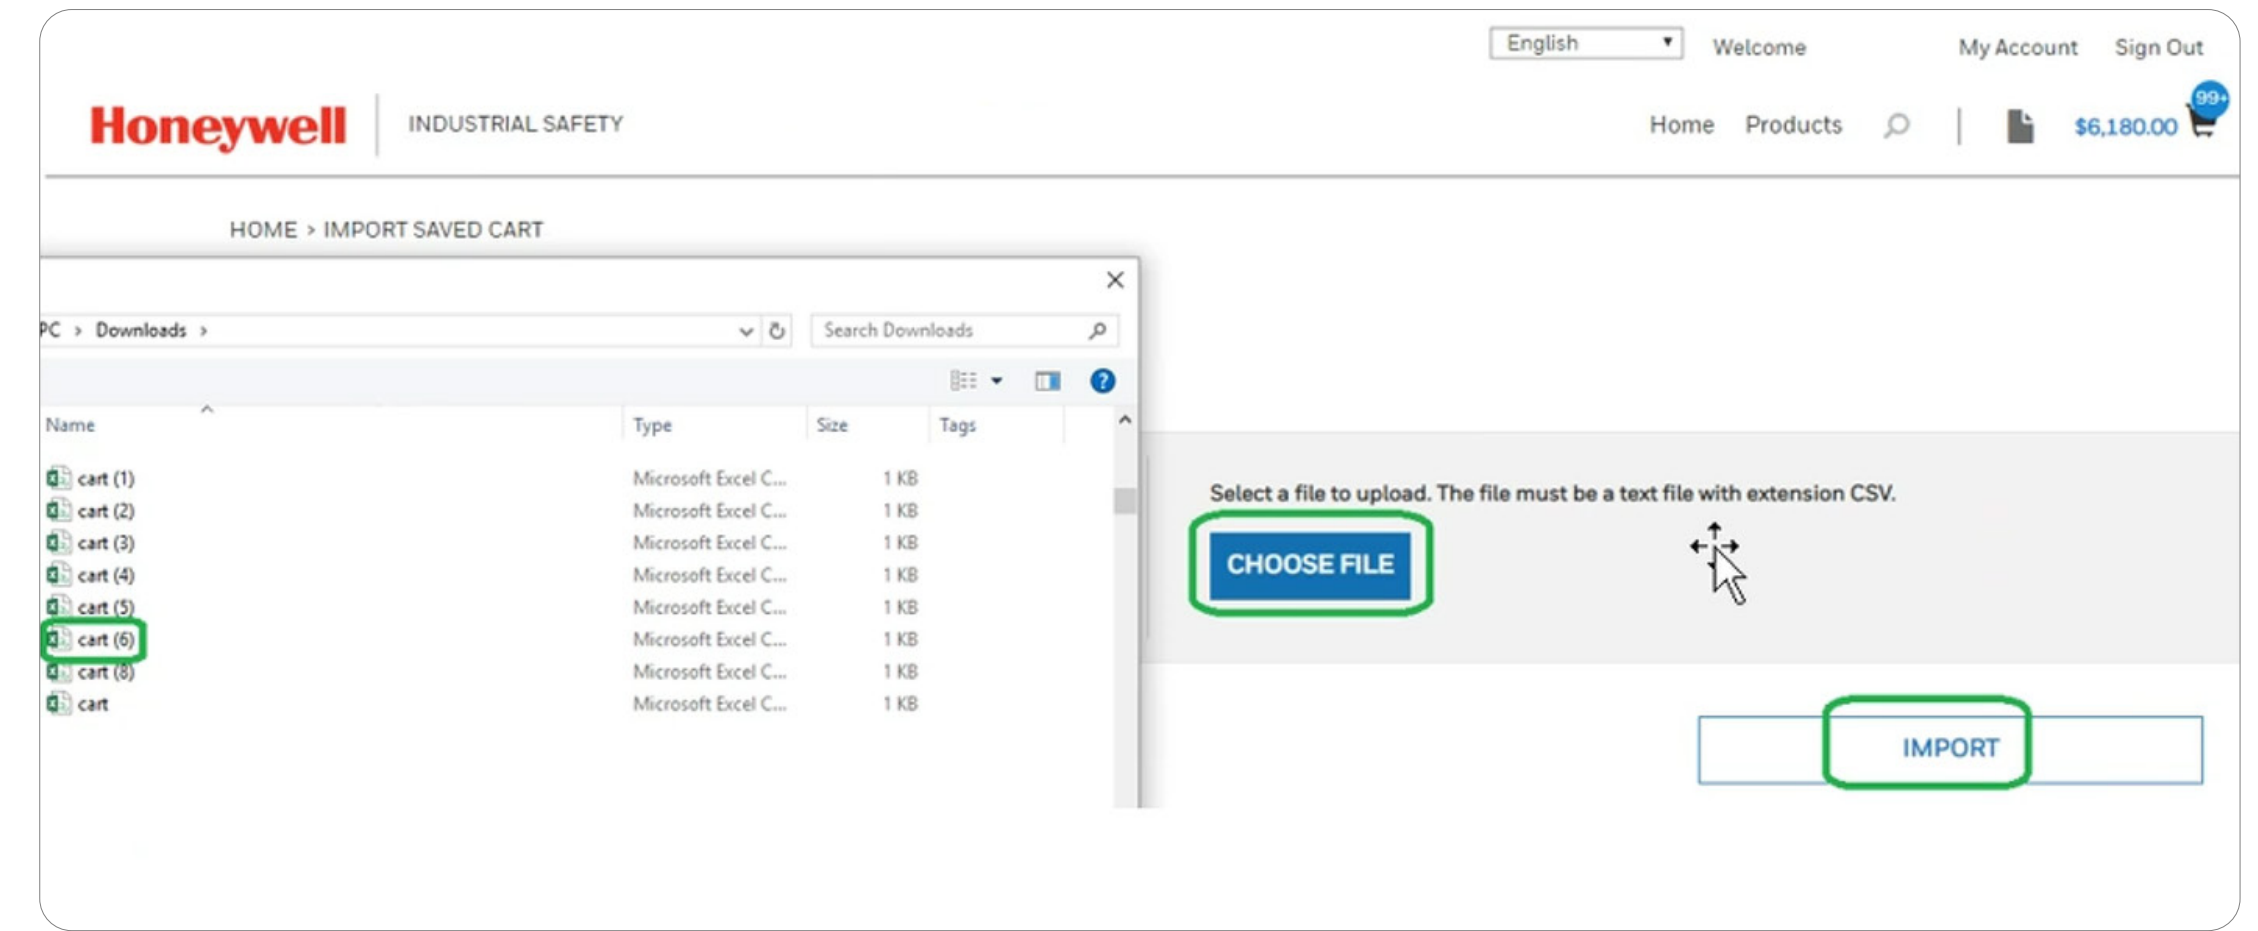 English Welcome My Account Sign Out
Honeywell INDUSTRIAL SAFETY Home Products $6,180.00 99+
HOME > IMPORT SAVED CART
PC > Downloads > Search Downloads
?
Name Type Size Tags
cart (1) Microsoft Excel C... 1 KB
cart (2) Microsoft Excel C... 1 KB
cart (3) Microsoft Excel C... 1 KB
cart (4) Microsoft Excel C... 1 KB
cart (5) Microsoft Excel C... 1 KB
cart (6) Microsoft Excel C... 1 KB
cart (8) Microsoft Excel C... 1 KB
cart Microsoft Excel C... 1 KB
Select a file to upload. The file must be a text file with extension CSV.
CHOOSE FILE
IMPORT